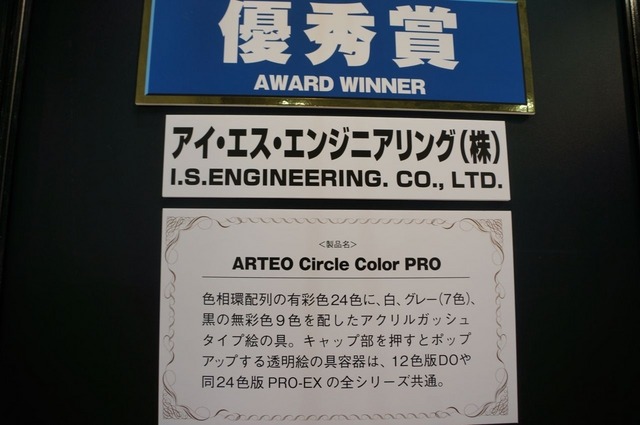 優秀賞
AWARD WINNER
アイ・エス・エンジニアリング(株)
I.S.ENGINEERING. CO., LTD.
<製品名>
ARTEO Circle Color PRO
色相環配列の有彩色24色に、白、グレー(7色)、
黒の無彩色9色を配したアクリルガッシュ
タイプ絵の具。キャップ部を押すとポップ
アップする透明絵の具容器は、12色版DOや
同24色版 PRO-EX の全シリーズ共通。